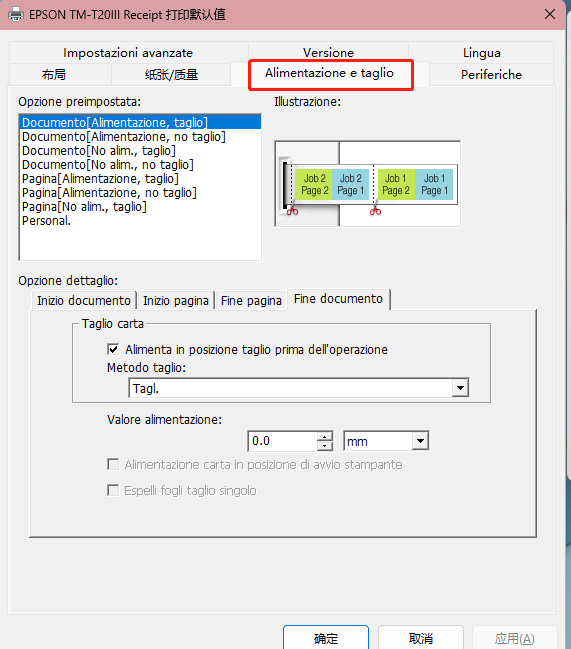 EPSON TM-T20III Receipt 打印默认值
Impostazioni avanzate Versione Lingua
布局 纸张/质量 Alimentazione e taglio Periferiche
Opzione preimpostata:
Documento[Alimentazione, taglio]
Documento[Alimentazione, no taglio]
Documento[No alim., taglio]
Documento[No alim., no taglio]
Pagina[Alimentazione, taglio]
Pagina[Alimentazione, no taglio]
Pagina[No alim., taglio]
Personal.
Illustrazione:
Job 2 Job 2 Job 1 Job 1
Page 2 Page 1 Page 2 Page 1
Opzione dettaglio:
Inizio documento Inizio pagina Fine pagina Fine documento
Taglio carta
Alimenta in posizione taglio prima dell'operazione
Metodo taglio:
Tagl.
Valore alimentazione:
0.0 mm
Alimentazione carta in posizione di avvio stampante
Espelli fogli taglio singolo
确定 取消 应用(A)